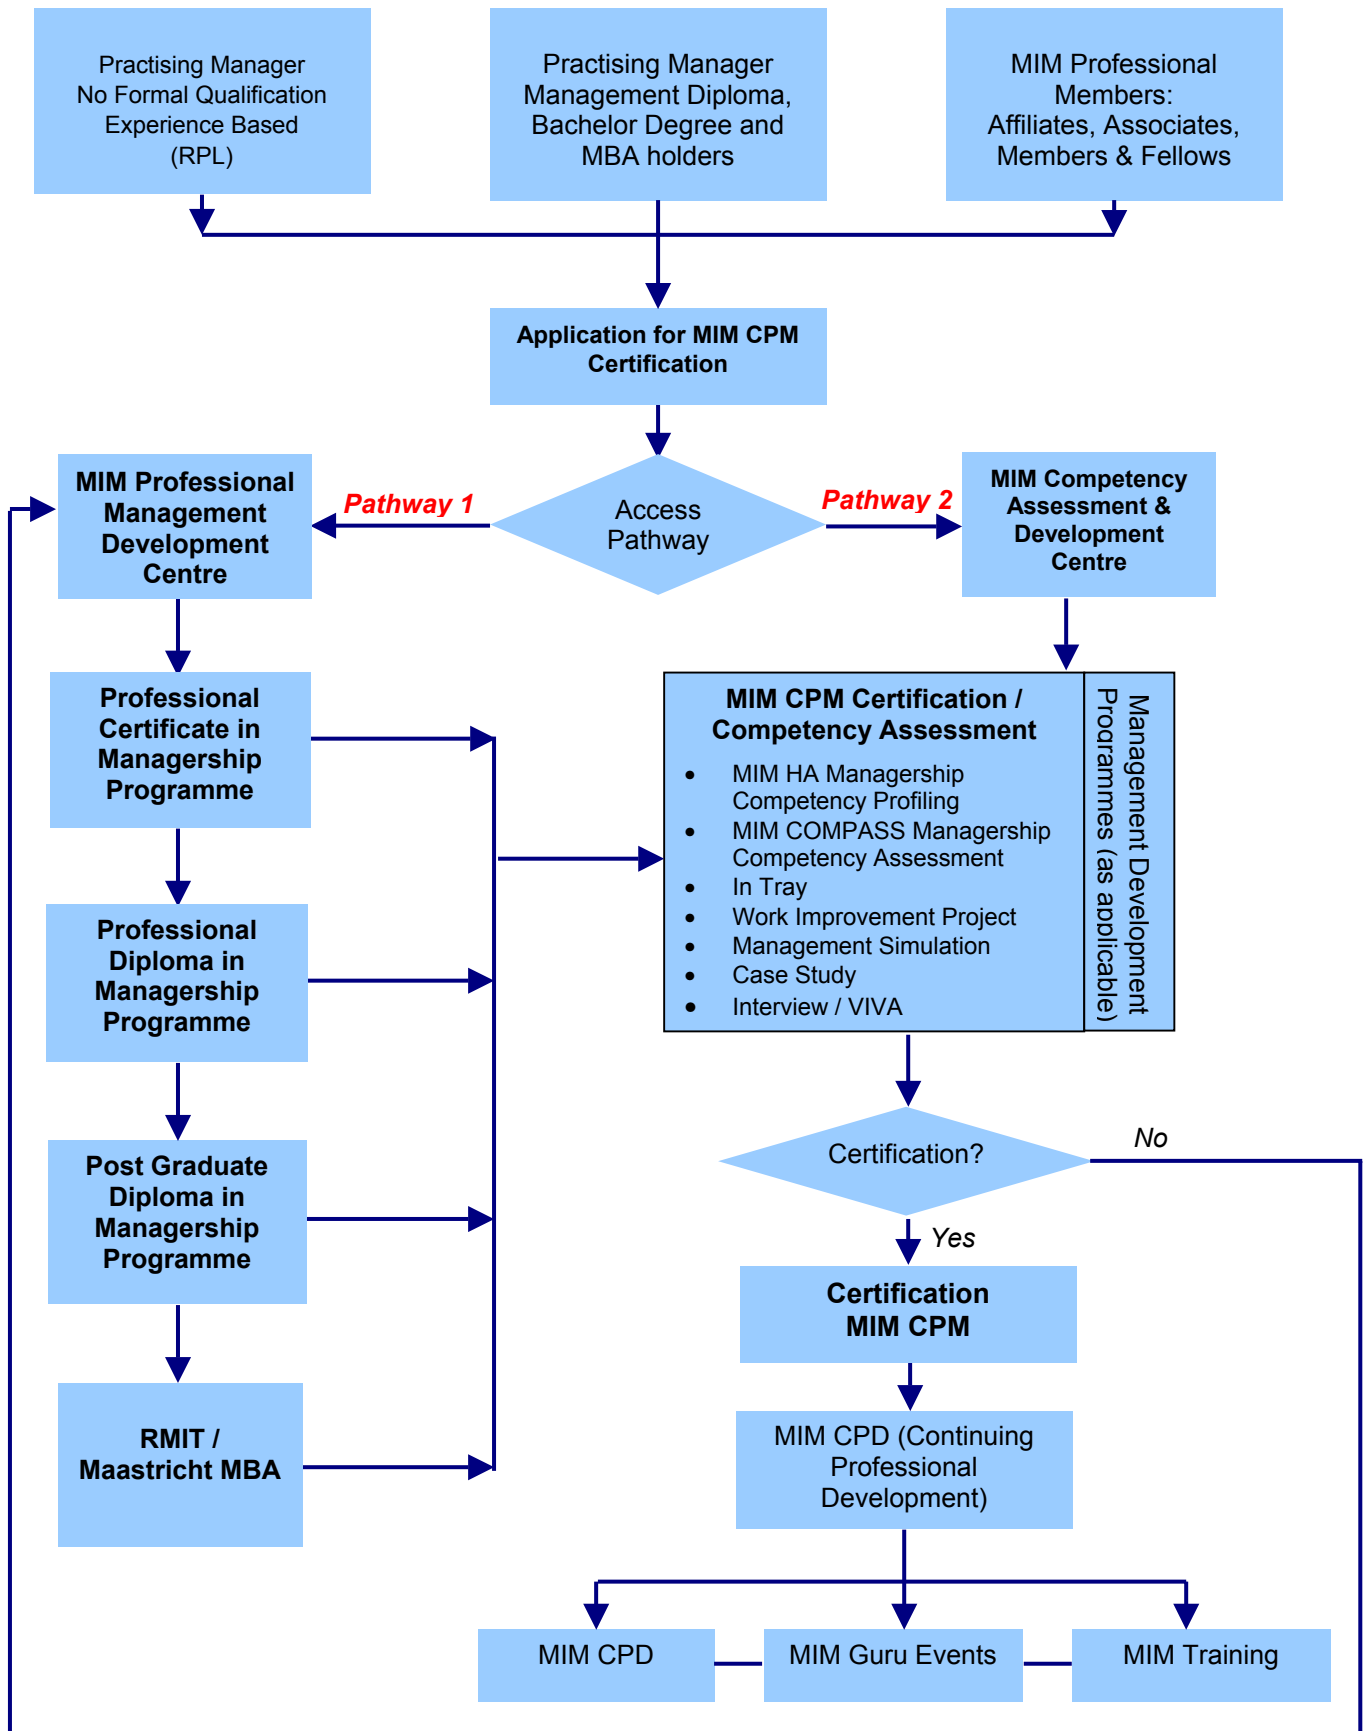 Practising Manager
No Formal Qualification
Experience Based
(RPL)
Practising Manager
Management Diploma,
Bachelor Degree and
MBA holders
MIM Professional
Members:
Affiliates, Associates,
Members & Fellows
Application for MIM CPM
Certification
MIM Professional
Management
Development
Centre
Pathway 1
Access
Pathway
Pathway 2
MIM Competency
Assessment &
Development
Centre
Professional
Certificate in
Managership
Programme
Professional
Diploma in
Managership
Programme
Post Graduate
Diploma in
Managership
Programme
RMIT /
Maastricht MBA
MIM CPM Certification /
Competency Assessment
• MIM HA Managership
Competency Profiling
• MIM COMPASS Managership
Competency Assessment
• In Tray
• Work Improvement Project
• Management Simulation
• Case Study
• Interview / VIVA
Management Development
Programmes (as applicable)
Certification?
No
Yes
Certification
MIM CPM
MIM CPD (Continuing
Professional
Development)
MIM CPD
MIM Guru Events
MIM Training